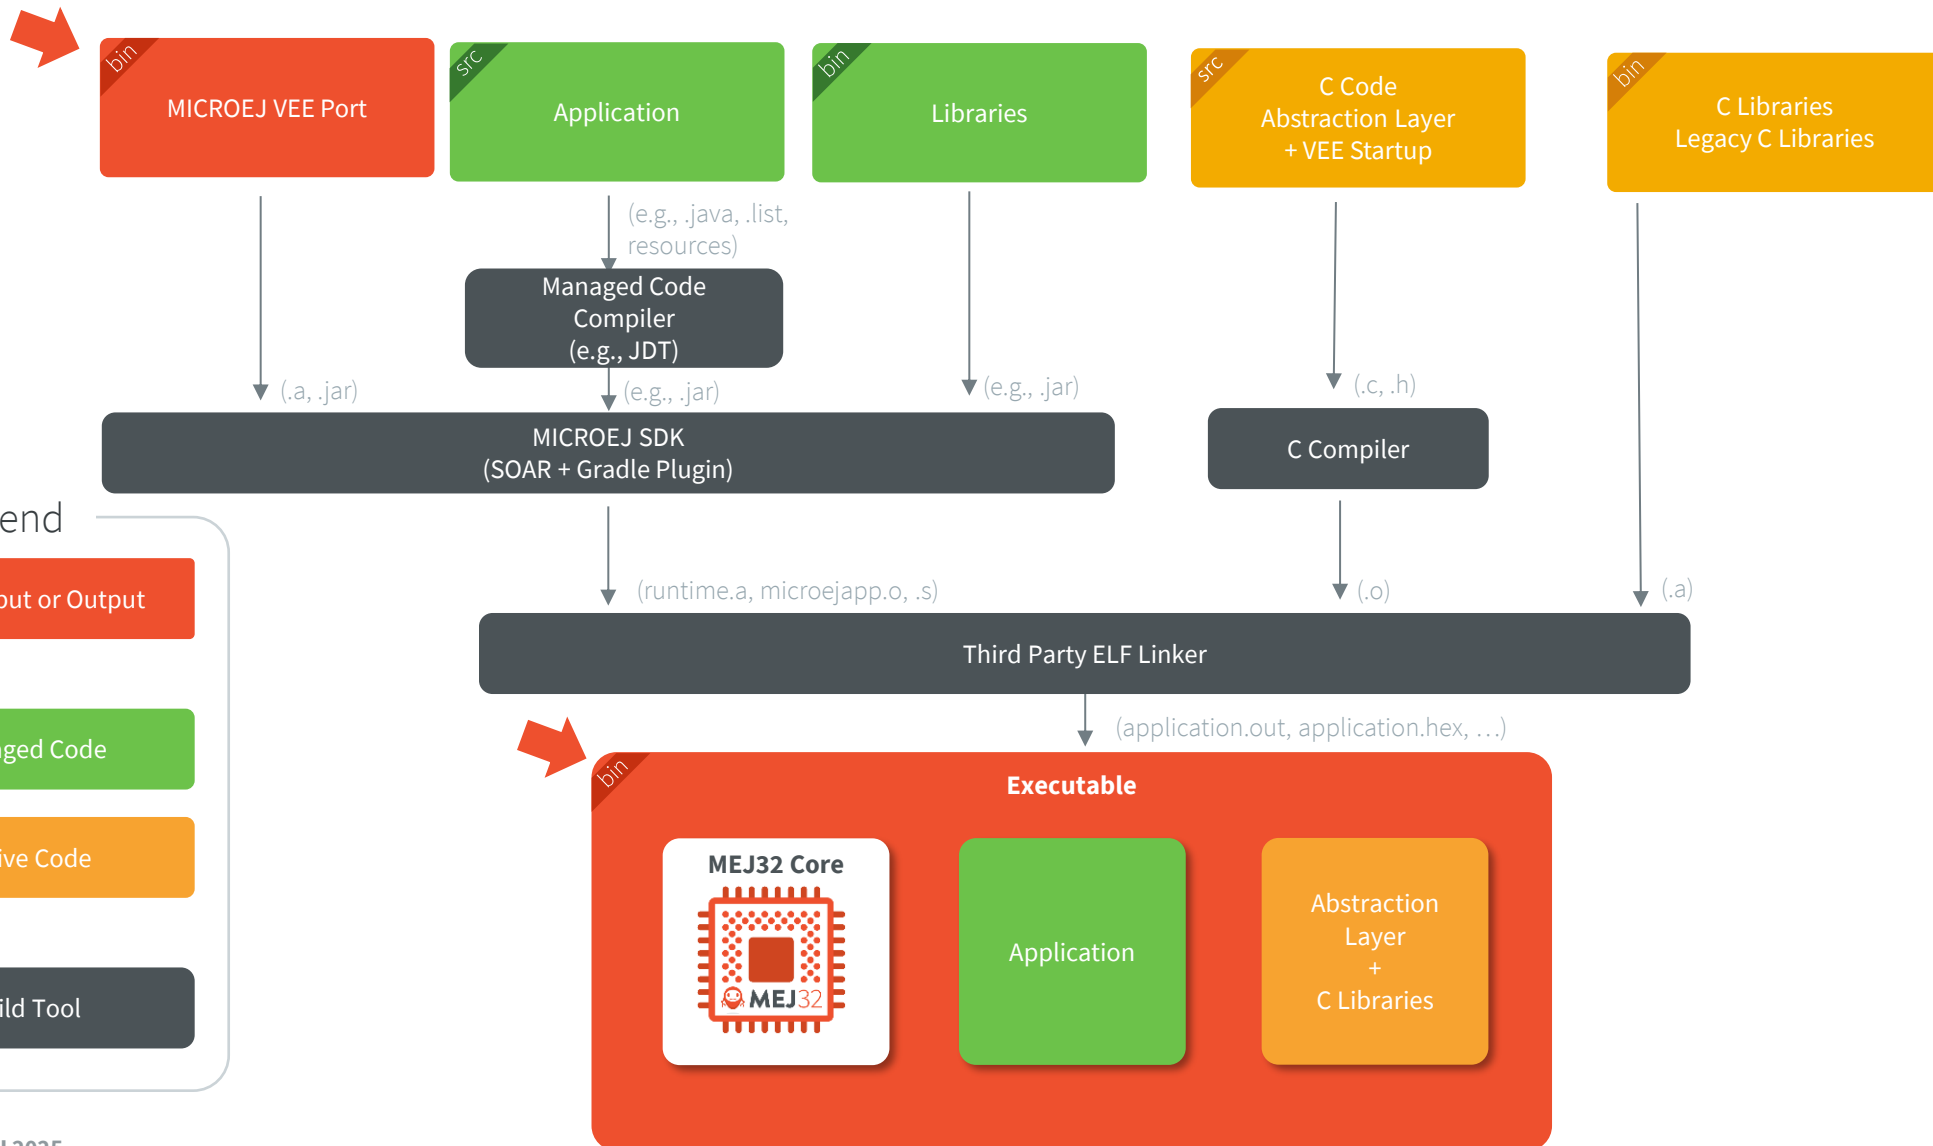 bin
MICROEJ VEE Port
src
Application
bin
Libraries
src
C Code
Abstraction Layer
+ VEE Startup
bin
C Libraries
Legacy C Libraries
(e.g., .java, .list,
resources)
Managed Code
Compiler
(e.g., JDT)
(.a, .jar)
(e.g., .jar)
(e.g., .jar)
(.c, .h)
MICROEJ SDK
(SOAR + Gradle Plugin)
C Compiler
end
put or Output
aged Code
ive Code
ild Tool
(runtime.a, microejapp.o, .s)
(.o)
(.a)
Third Party ELF Linker
(application.out, application.hex, …)
bin
Executable
MEJ32 Core
MEJ32
Application
Abstraction
Layer
+
C Libraries
2025